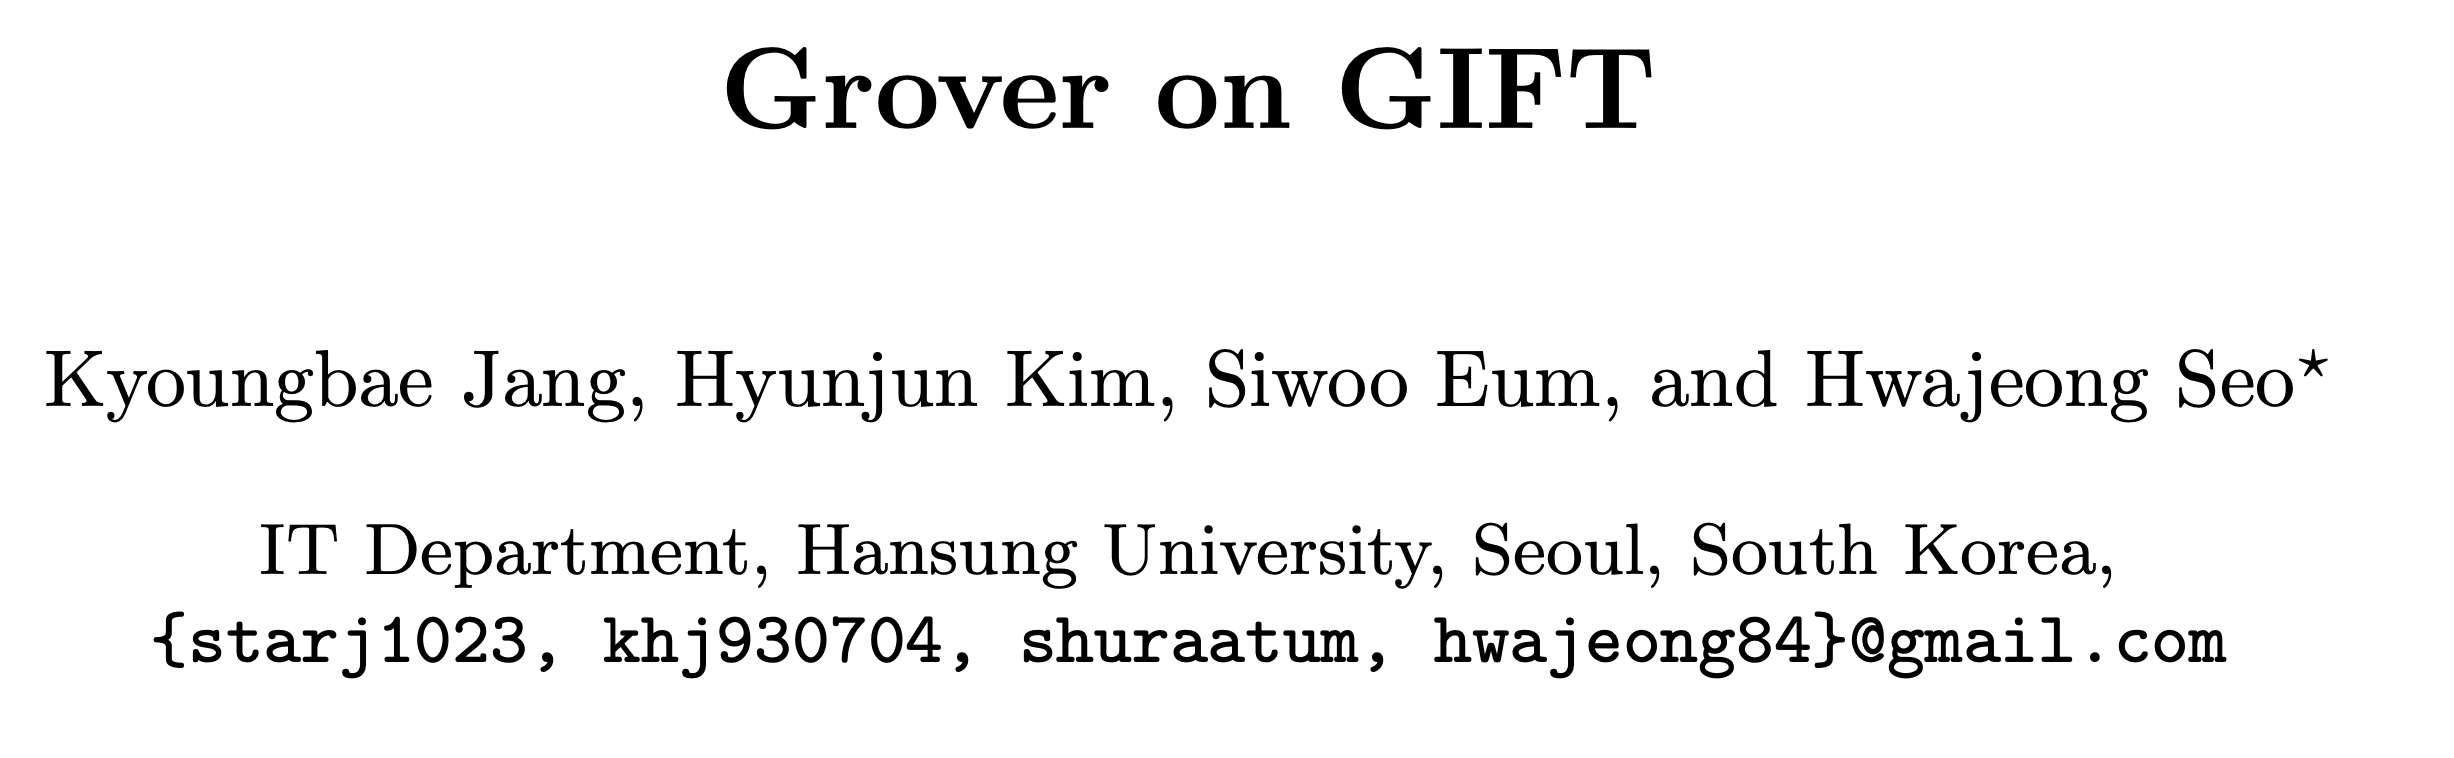 Grover on GIFT
Kyoungbae Jang, Hyunjun Kim, Siwoo Eum, and Hwajeong Seo⋆
IT Department, Hansung University, Seoul, South Korea,
{starj1023, khj930704, shuraatum, hwajeong84}@gmail.com